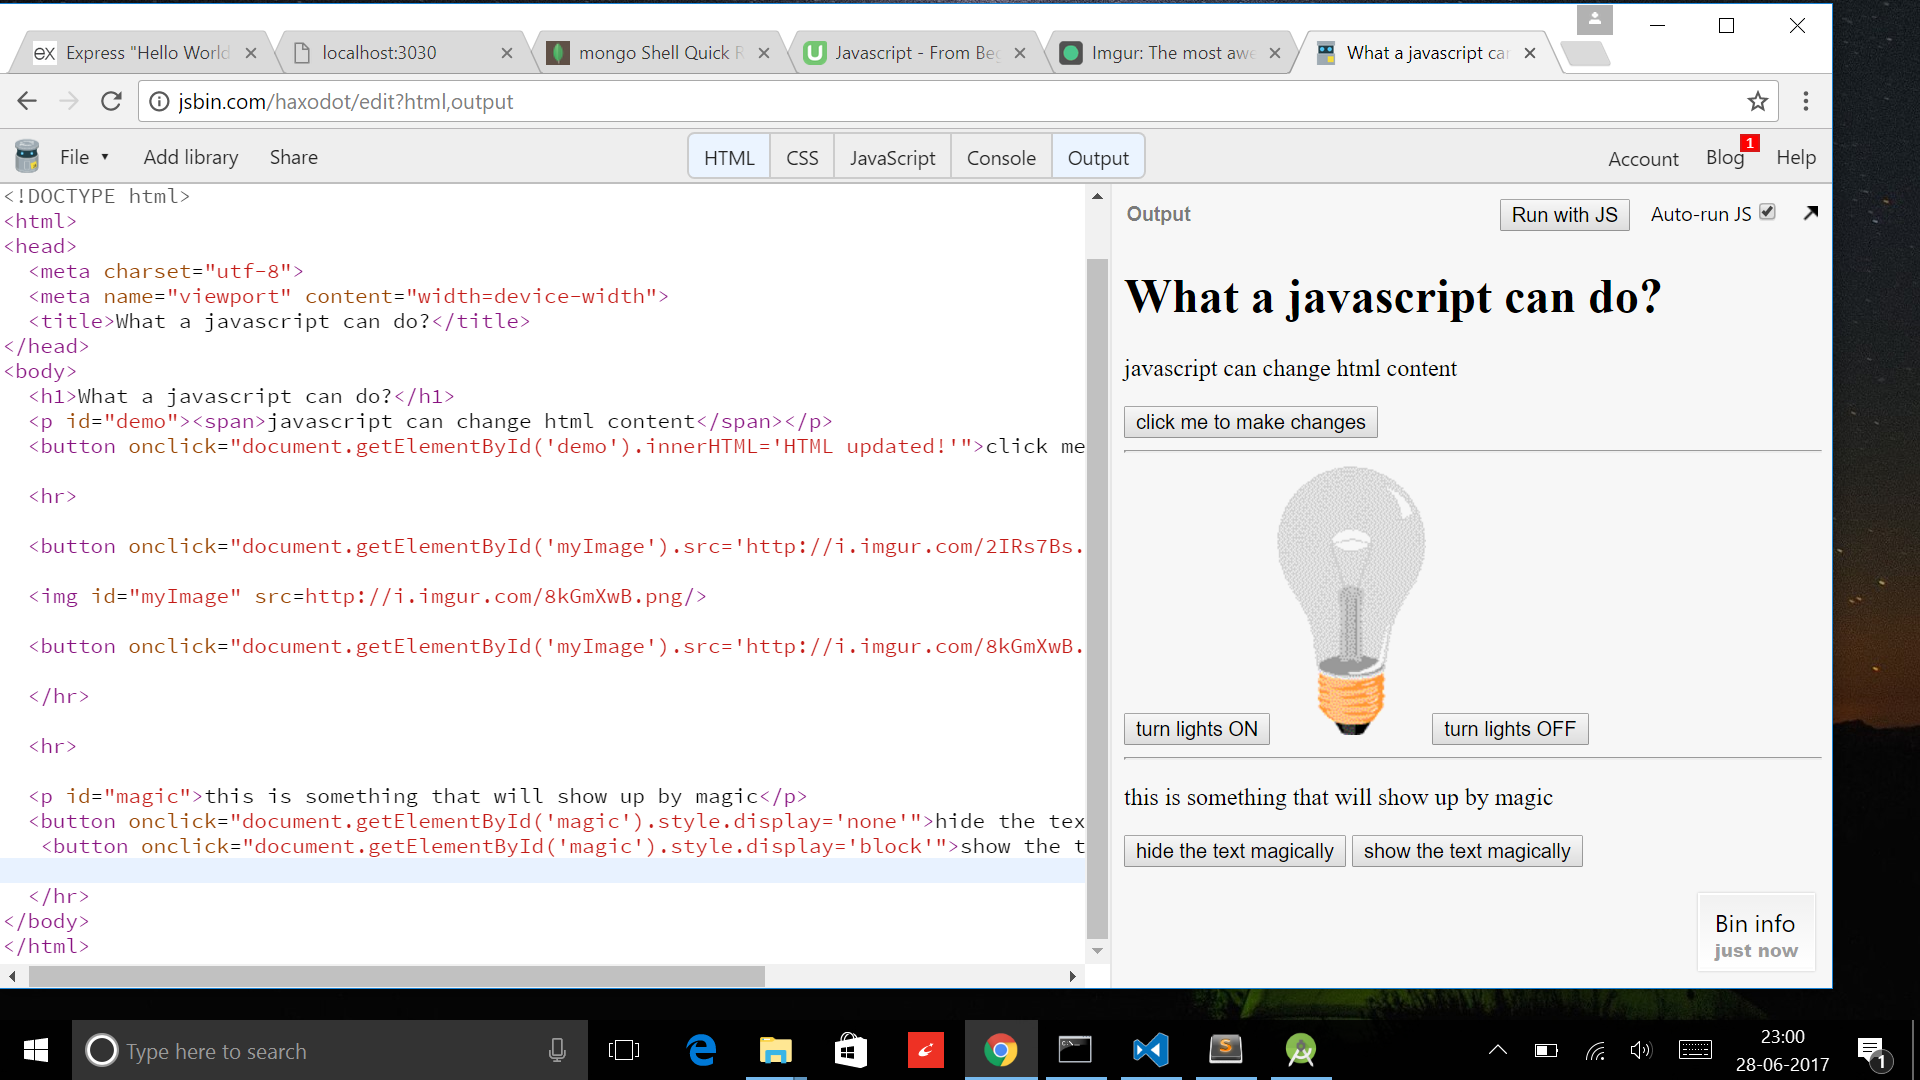 ex Express "Hello World
localhost:3030
mongo Shell Quick R
Javascript - From Beg
Imgur: The most awe
What a javascript car
jsbin.com/haxodot/edit?html,output
File
Add library
Share
HTML
CSS
JavaScript
Console
Output
Account
Blog
1
Help
<!DOCTYPE html>
<html>
<head>
<meta charset="utf-8">
<meta name="viewport" content="width=device-width">
<title>What a javascript can do?</title>
</head>
<body>
<h1>What a javascript can do?</h1>
<p id="demo"><span>javascript can change html content</span></p>
<button onclick="document.getElementById('demo').innerHTML='HTML updated!'">click me
<hr>
<button onclick="document.getElementById('myImage').src='http://i.imgur.com/2IRs7Bs.
<img id="myImage" src=http://i.imgur.com/8kGmXwB.png/>
<button onclick="document.getElementById('myImage').src='http://i.imgur.com/8kGmXwB.
</hr>
<hr>
<p id="magic">this is something that will show up by magic</p>
<button onclick="document.getElementById('magic').style.display='none'">hide the tex
<button onclick="document.getElementById('magic').style.display='block'">show the t
</hr>
</body>
</html>
Output
Run with JS
Auto-run JS
What a javascript can do?
javascript can change html content
click me to make changes
turn lights ON
turn lights OFF
this is something that will show up by magic
hide the text magically
show the text magically
Bin info
just now
Type here to search
23:00
28-06-2017
1